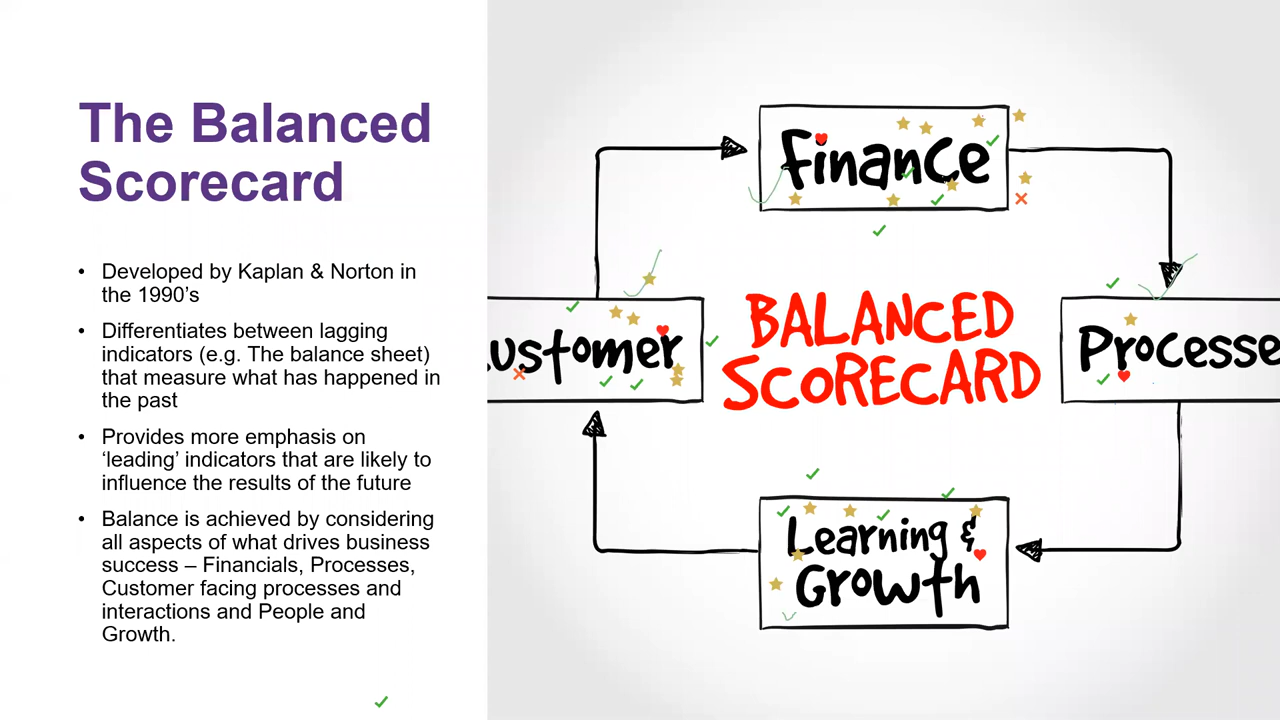 The Balanced
Scorecard
• Developed by Kaplan & Norton in
the 1990’s
• Differentiates between lagging
indicators (e.g. The balance sheet)
that measure what has happened in
the past
• Provides more emphasis on
‘leading’ indicators that are likely to
influence the results of the future
• Balance is achieved by considering
all aspects of what drives business
success – Financials, Processes,
Customer facing processes and
interactions and People and
Growth.
Finance
ustomer
BALANCED
SCORECARD
Processe
Learning &
Growth